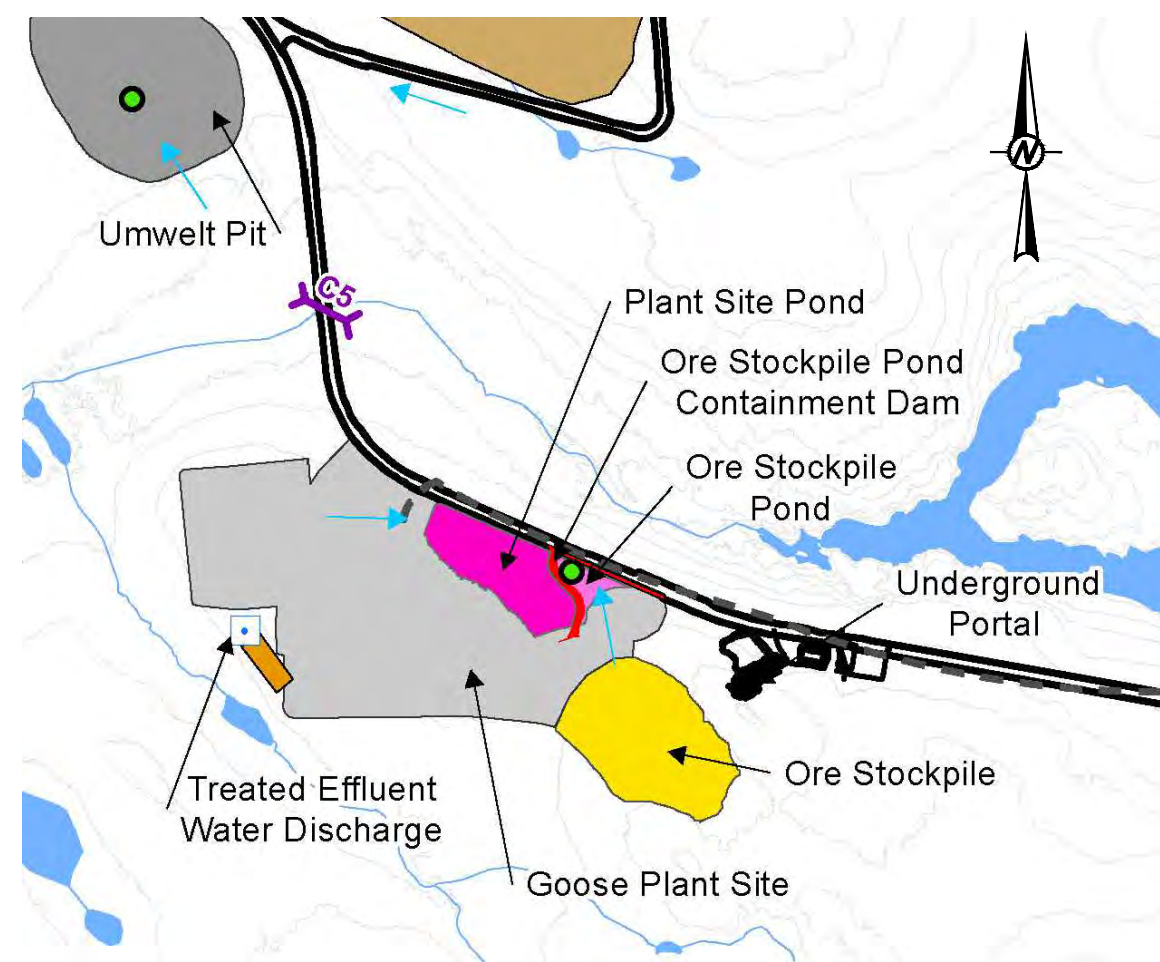 N
Umwelt Pit
C5
Plant Site Pond
Ore Stockpile Pond
Containment Dam
Ore Stockpile
Pond
Underground
Portal
Ore Stockpile
Treated Effluent
Water Discharge
Goose Plant Site